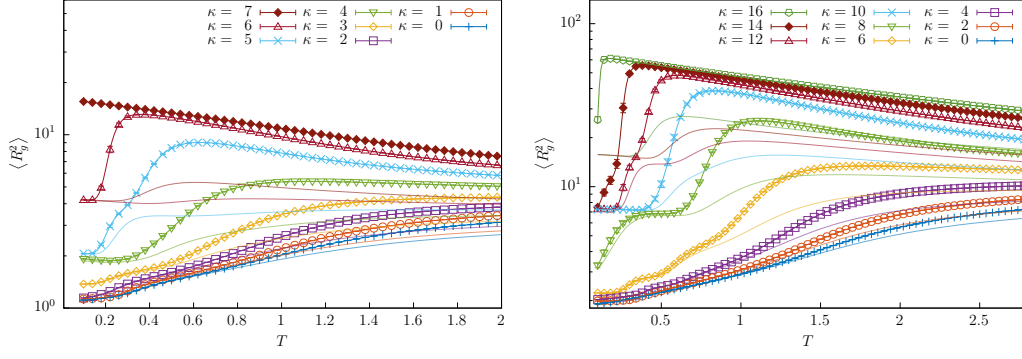 κ = 7 κ = 4 κ = 1
κ = 6 κ = 3 κ = 0
κ = 5 κ = 2
10¹
10⁰
⟨R²g⟩
0.2 0.4 0.6 0.8 1 1.2 1.4 1.6 1.8 2
T
κ = 16 κ = 10 κ = 4
κ = 14 κ = 8 κ = 2
κ = 12 κ = 6 κ = 0
10²
10¹
⟨R²g⟩
0.5 1 1.5 2 2.5
T